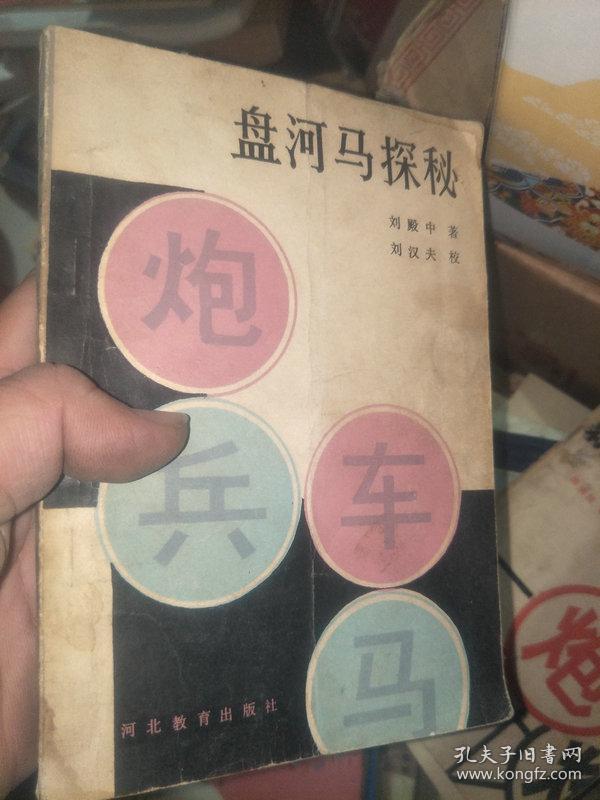 盘河马探秘
刘殿中 著
刘汉夫 校
炮
兵
车
马
河北教育出版社
炮
孔夫子旧书网
www.kongfz.com